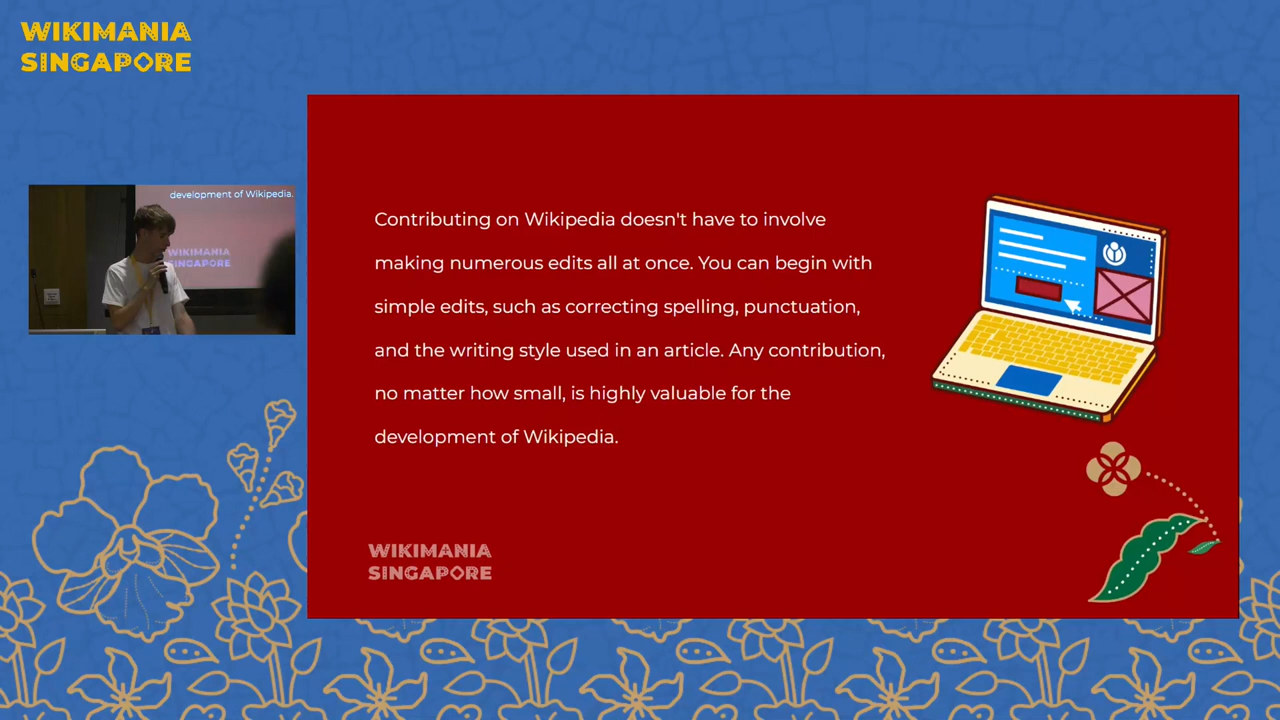 WIKIMANIA
SINGAPORE
development of Wikipedia.
WIKIMANIA
SINGAPORE
Contributing on Wikipedia doesn't have to involve
making numerous edits all at once. You can begin with
simple edits, such as correcting spelling, punctuation,
and the writing style used in an article. Any contribution,
no matter how small, is highly valuable for the
development of Wikipedia.
WIKIMANIA
SINGAPORE